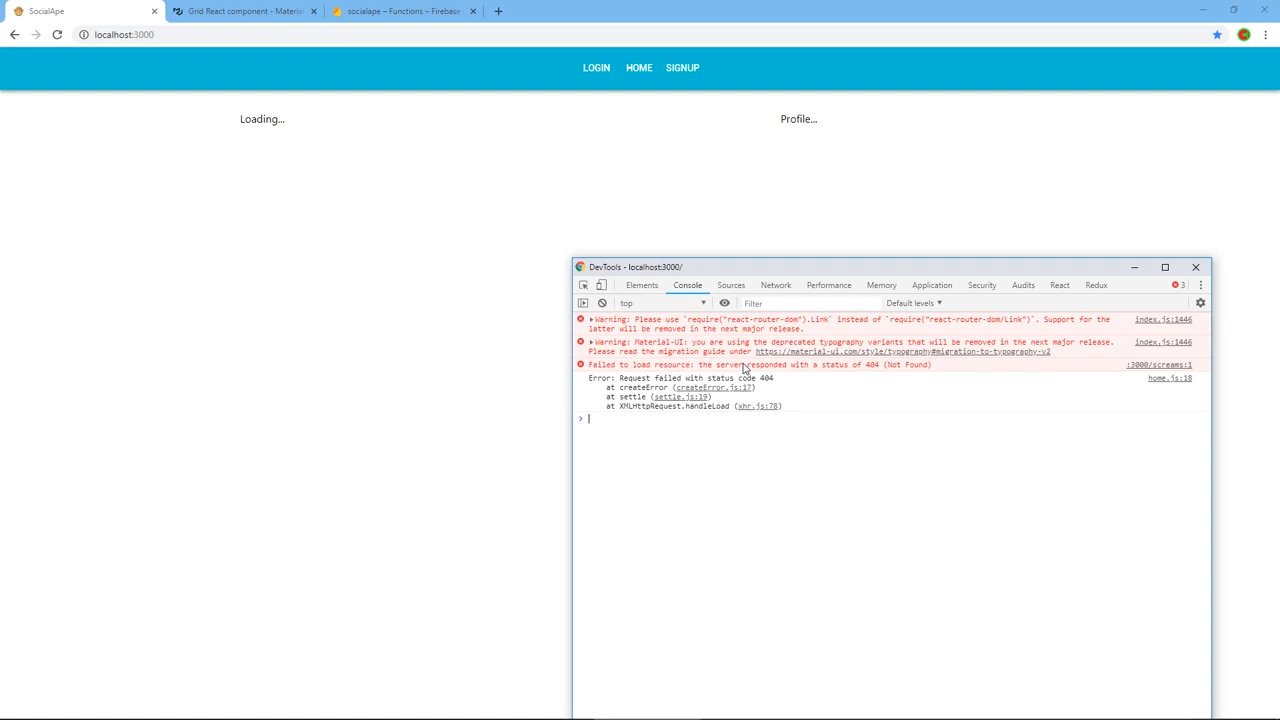 SocialApe
Grid React component - Materia
socialape – Functions – Firebase
localhost:3000
LOGIN HOME SIGNUP
Loading...
Profile...
DevTools - localhost:3000/
Elements Console Sources Network Performance Memory Application Security Audits React Redux 3
top Filter Default levels
Warning: Please use `require("react-router-dom").Link` instead of `require("react-router-dom/Link")`. Support for the index.js:1446
latter will be removed in the next major release.
Warning: Material-UI: you are using the deprecated typography variants that will be removed in the next major release. index.js:1446
Please read the migration guide under https://material-ui.com/style/typography#migration-to-typography-v2
Failed to load resource: the server responded with a status of 404 (Not Found) :3000/screams:1
Error: Request failed with status code 404 home.js:18
at createError (createError.js:17)
at settle (settle.js:19)
at XMLHttpRequest.handleLoad (xhr.js:78)